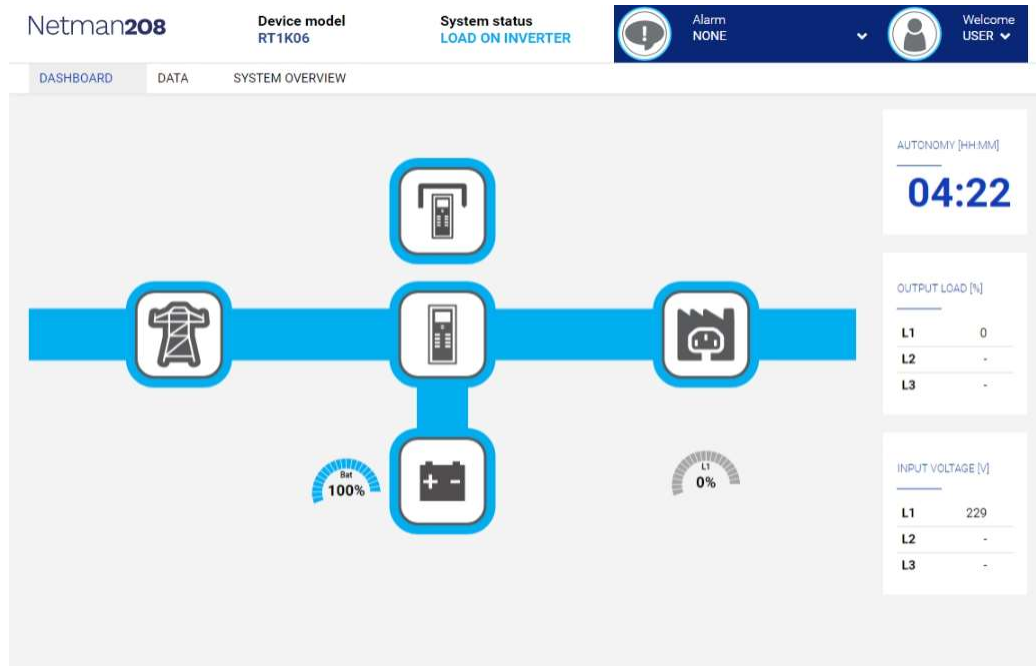 Netman208
Device model
RT1K06
System status
LOAD ON INVERTER
Alarm
NONE
Welcome
USER
DASHBOARD DATA SYSTEM OVERVIEW
AUTONOMY [HH:MM]
04:22
OUTPUT LOAD [%]
L1 0
L2 -
L3 -
INPUT VOLTAGE [V]
L1 229
L2 -
L3 -
Bat
100%
L1
0%